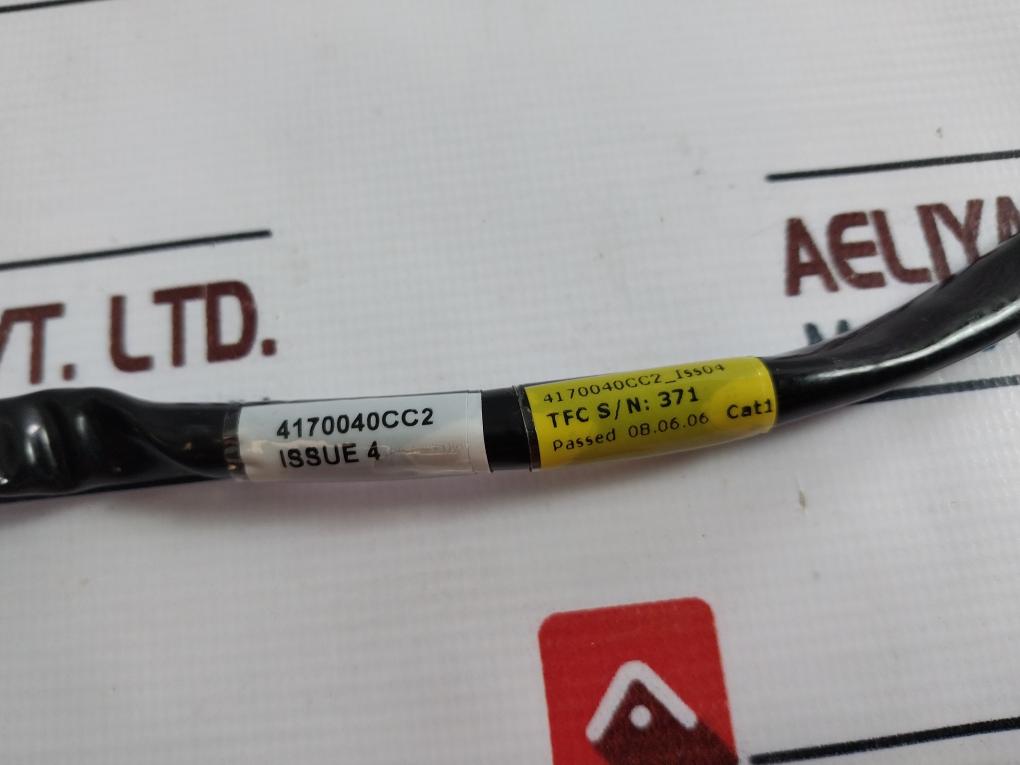 AELIYA
VT. LTD.
4170040CC2
ISSUE 4
4170040CC2_Iss04
TFC S/N: 371
Passed 08.06.06 Cat1